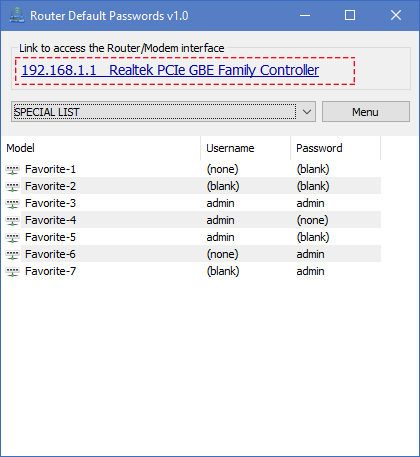 Router Default Passwords v1.0
Link to access the Router/Modem interface
192.168.1.1 Realtek PCIe GBE Family Controller
SPECIAL LIST Menu
Model Username Password
Favorite-1 (none) (blank)
Favorite-2 (blank) (blank)
Favorite-3 admin admin
Favorite-4 admin (none)
Favorite-5 admin (blank)
Favorite-6 (none) admin
Favorite-7 (blank) admin